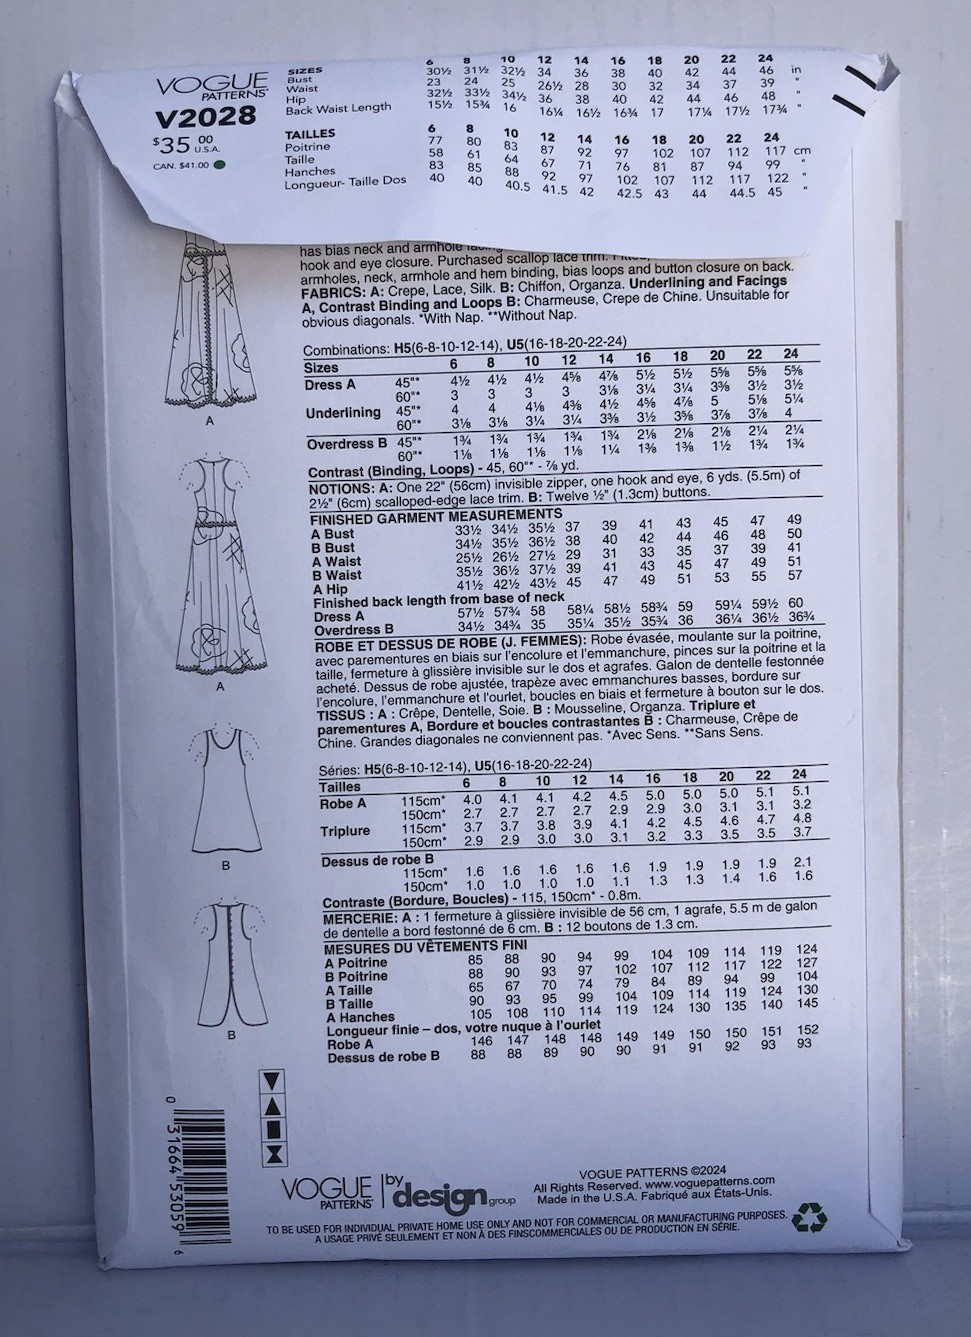 VOGUE
PATTERNS
V2028
$35.00 U.S.A.
CAN. $41.00
SIZES 6 8 10 12 14 16 18 20 22 24
Bust 30½ 31½ 32½ 34 36 38 40 42 44 46 in
Waist 23 24 25 26½ 28 30 32 34 37 39 "
Hip 32½ 33½ 34½ 36 38 40 42 44 46 48 "
Back Waist Length 15½ 15¾ 16 16¼ 16½ 16¾ 17 17¼ 17½ 17¾ "
TAILLES 6 8 10 12 14 16 18 20 22 24
Poitrine 77 80 83 87 92 97 102 107 112 117 cm
Taille 58 61 64 67 71 76 81 87 94 99 "
Hanches 83 85 88 92 97 102 107 112 117 122 "
Longueur- Taille Dos 40 40 40.5 41.5 42 42.5 43 44 44.5 45 "
has bias neck and armhole
hook and eye closure. Purchased scallop lace trim.
armholes, neck, armhole and hem binding, bias loops and button closure on back.
FABRICS: A: Crepe, Lace, Silk. B: Chiffon, Organza. Underlining and Facings
A, Contrast Binding and Loops B: Charmeuse, Crepe de Chine. Unsuitable for
obvious diagonals. *With Nap. **Without Nap.
Combinations: H5(6-8-10-12-14), U5(16-18-20-22-24)
Sizes 6 8 10 12 14 16 18 20 22 24
Dress A 45"* 4½ 4½ 4½ 4⅝ 4⅞ 5½ 5½ 5⅝ 5⅝ 5⅝
60"* 3 3 3 3 3⅛ 3¼ 3¼ 3⅜ 3½ 3½
Underlining 45"* 4 4 4⅛ 4⅜ 4½ 4⅝ 4⅞ 5 5⅛ 5¼
60"* 3⅛ 3⅛ 3¼ 3¼ 3⅜ 3½ 3⅝ 3⅞ 3⅞ 4
Overdress B 45"* 1¾ 1¾ 1¾ 1¾ 1¾ 2⅛ 2⅛ 2⅛ 2¼ 2¼
60"* 1⅛ 1⅛ 1⅛ 1⅛ 1¼ 1⅜ 1⅜ 1½ 1¾ 1¾
Contrast (Binding, Loops) - 45, 60"* - ⅞ yd.
NOTIONS: A: One 22" (56cm) invisible zipper, one hook and eye, 6 yds. (5.5m) of
2½" (6cm) scalloped-edge lace trim. B: Twelve ½" (1.3cm) buttons.
FINISHED GARMENT MEASUREMENTS
A Bust 33½ 34½ 35½ 37 39 41 43 45 47 49
B Bust 34½ 35½ 36½ 38 40 42 44 46 48 50
A Waist 25½ 26½ 27½ 29 31 33 35 37 39 41
B Waist 35½ 36½ 37½ 39 41 43 45 47 49 51
A Hip 41½ 42½ 43½ 45 47 49 51 53 55 57
Finished back length from base of neck
Dress A 57½ 57¾ 58 58¼ 58½ 58¾ 59 59¼ 59½ 60
Overdress B 34½ 34¾ 35 35¼ 35½ 35¾ 36 36¼ 36½ 36¾
ROBE ET DESSUS DE ROBE (J. FEMMES): Robe évasée, moulante sur la poitrine,
avec parementures en biais sur l'encolure et l'emmanchure, pinces sur la poitrine et la
taille, fermeture à glissière invisible sur le dos et agrafes. Galon de dentelle festonnée
acheté. Dessus de robe ajustée, trapèze avec emmanchures basses, bordure sur
l'encolure, l'emmanchure et l'ourlet, boucles en biais et fermeture à bouton sur le dos.
TISSUS : A : Crêpe, Dentelle, Soie. B : Mousseline, Organza. Triplure et
parementures A, Bordure et boucles contrastantes B : Charmeuse, Crêpe de
Chine. Grandes diagonales ne conviennent pas. *Avec Sens. **Sans Sens.
Séries: H5(6-8-10-12-14), U5(16-18-20-22-24)
Tailles 6 8 10 12 14 16 18 20 22 24
Robe A 115cm* 4.0 4.1 4.1 4.2 4.5 5.0 5.0 5.0 5.1 5.1
150cm* 2.7 2.7 2.7 2.7 2.9 2.9 3.0 3.1 3.1 3.2
Triplure 115cm* 3.7 3.7 3.8 3.9 4.1 4.2 4.5 4.6 4.7 4.8
150cm* 2.9 2.9 3.0 3.0 3.1 3.2 3.3 3.5 3.5 3.7
Dessus de robe B
115cm* 1.6 1.6 1.6 1.6 1.6 1.9 1.9 1.9 1.9 2.1
150cm* 1.0 1.0 1.0 1.0 1.1 1.3 1.3 1.4 1.6 1.6
Contraste (Bordure, Boucles) - 115, 150cm* - 0.8m.
MERCERIE: A : 1 fermeture à glissière invisible de 56 cm, 1 agrafe, 5.5 m de galon
de dentelle a bord festonné de 6 cm. B : 12 boutons de 1.3 cm.
MESURES DU VÊTEMENTS FINI
A Poitrine 85 88 90 94 99 104 109 114 119 124
B Poitrine 88 90 93 97 102 107 112 117 122 127
A Taille 65 67 70 74 79 84 89 94 99 104
B Taille 90 93 95 99 104 109 114 119 124 130
A Hanches 105 108 110 114 119 124 130 135 140 145
Longueur finie – dos, votre nuque à l'ourlet
Robe A 146 147 148 148 149 149 150 150 151 152
Dessus de robe B 88 88 89 90 90 91 91 92 93 93
A
A
B
B
0 31664 53059 6
VOGUE PATTERNS | by design group
VOGUE PATTERNS ©2024
All Rights Reserved. www.voguepatterns.com
Made in the U.S.A. Fabriqué aux États-Unis.
TO BE USED FOR INDIVIDUAL PRIVATE HOME USE ONLY AND NOT FOR COMMERCIAL OR MANUFACTURING PURPOSES.
A USAGE PRIVÉ SEULEMENT ET NON À DES FINSCOMMERCIALES OU DE PRODUCTION EN SÉRIE.